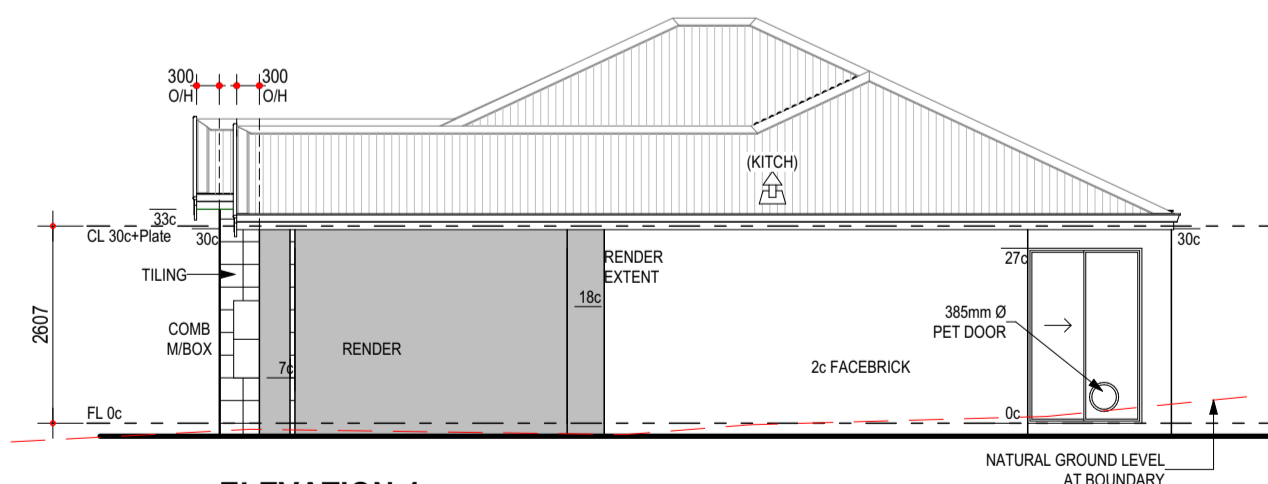 300
O/H
300
O/H
(KITCH)
33c
CL 30c+Plate
30c
30c
TILING
RENDER
EXTENT
27c
18c
385mm Ø
PET DOOR
2607
COMB
M/BOX
RENDER
7c
2c FACEBRICK
FL 0c
0c
NATURAL GROUND LEVEL
AT BOUNDARY